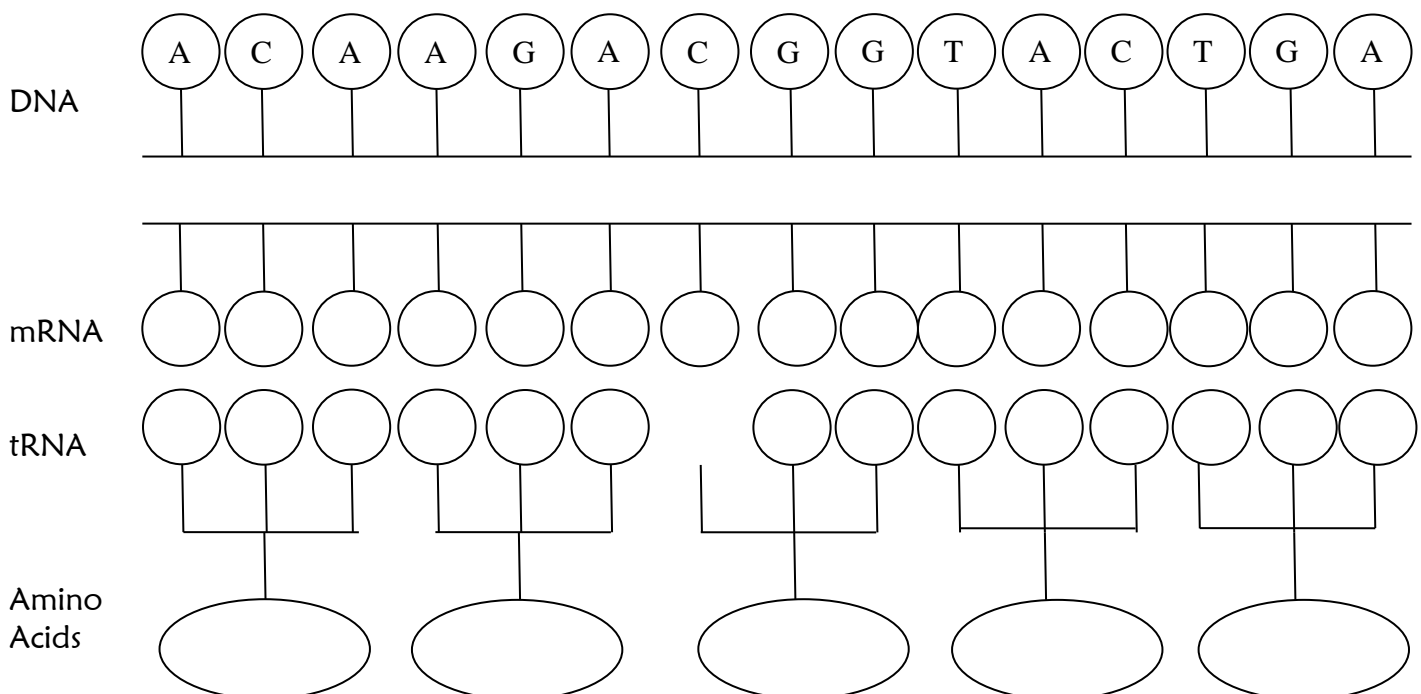 A C A A G A C G G T A C T G A
DNA
mRNA
tRNA
Amino
Acids